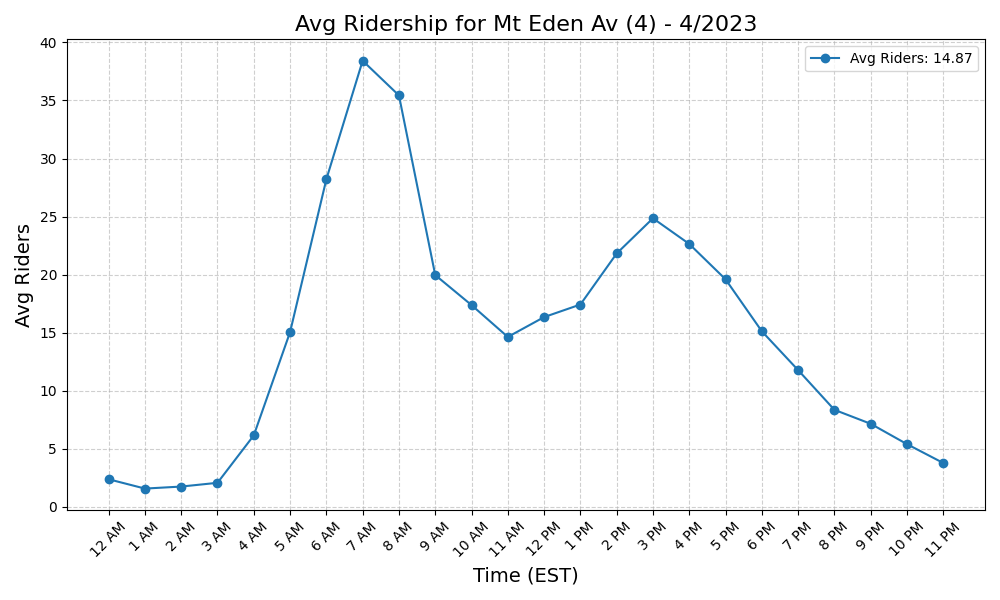 Avg Ridership for Mt Eden Av (4) - 4/2023
Avg Riders: 14.87
Avg Riders
40
35
30
25
20
15
10
5
0
12 AM
1 AM
2 AM
3 AM
4 AM
5 AM
6 AM
7 AM
8 AM
9 AM
10 AM
11 AM
12 PM
1 PM
2 PM
3 PM
4 PM
5 PM
6 PM
7 PM
8 PM
9 PM
10 PM
11 PM
Time (EST)